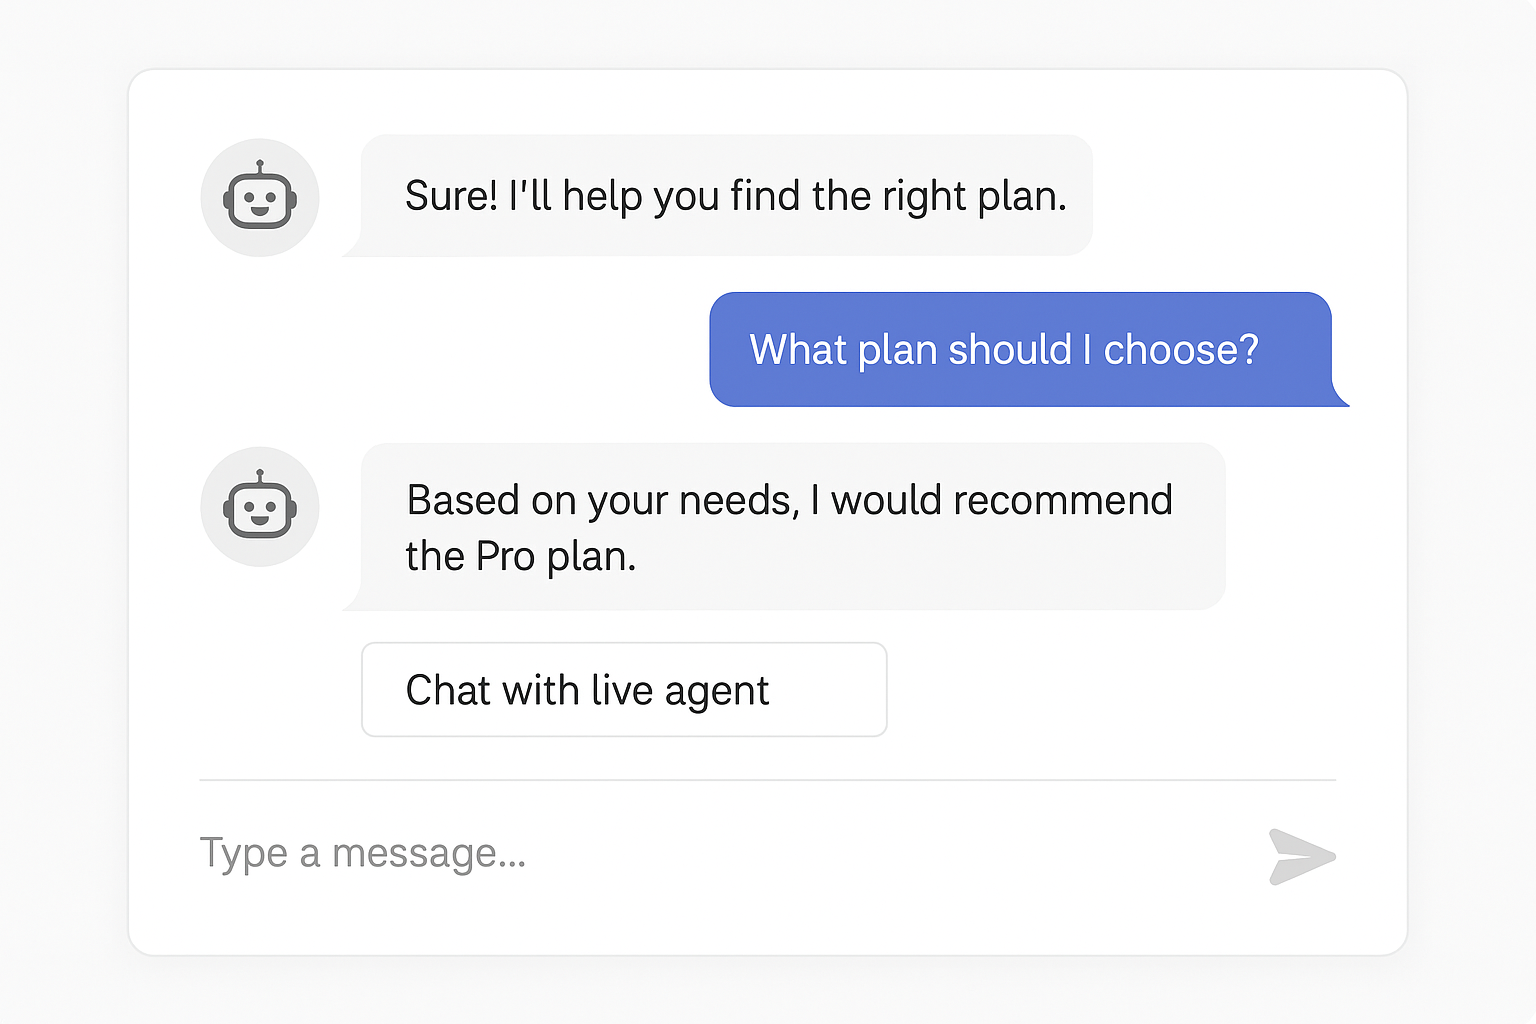 Sure! I'll help you find the right plan.
What plan should I choose?
Based on your needs, I would recommend
the Pro plan.
Chat with live agent
Type a message...